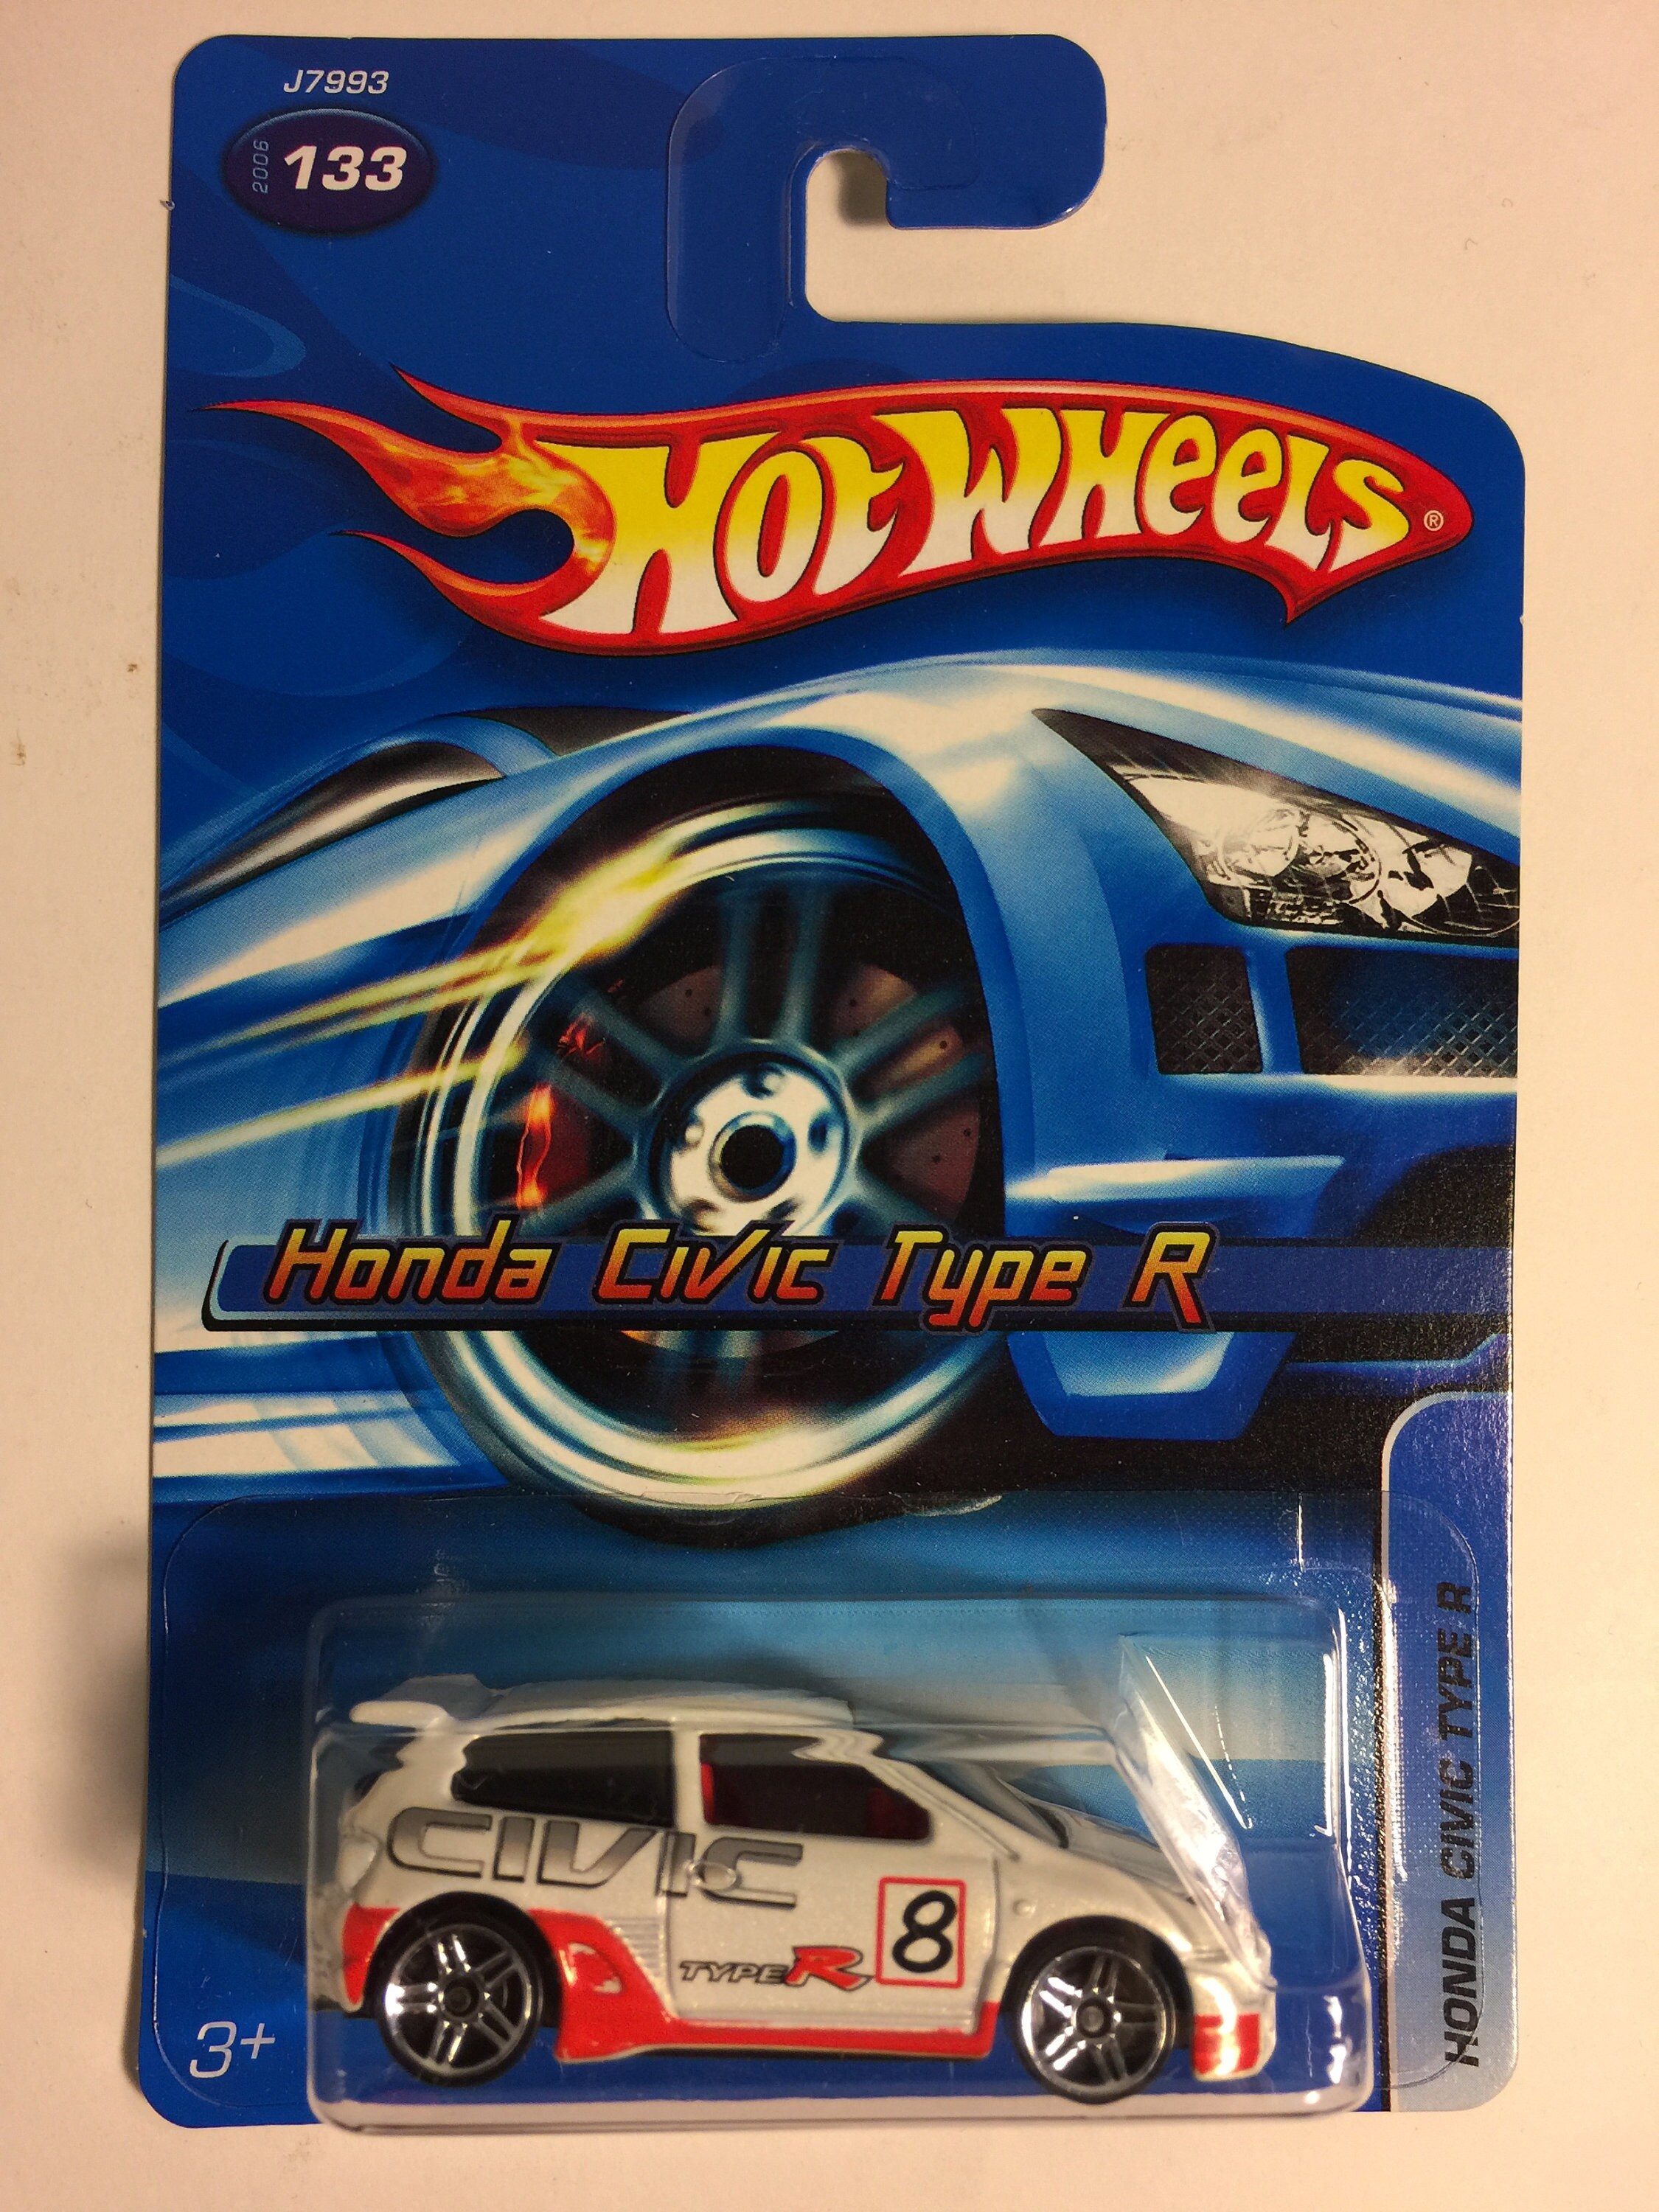 J7993
2006
133
HOT WHEELS®
Honda Civic Type R
HONDA CIVIC TYPE R
CIVIC
TYPE R
8
3+